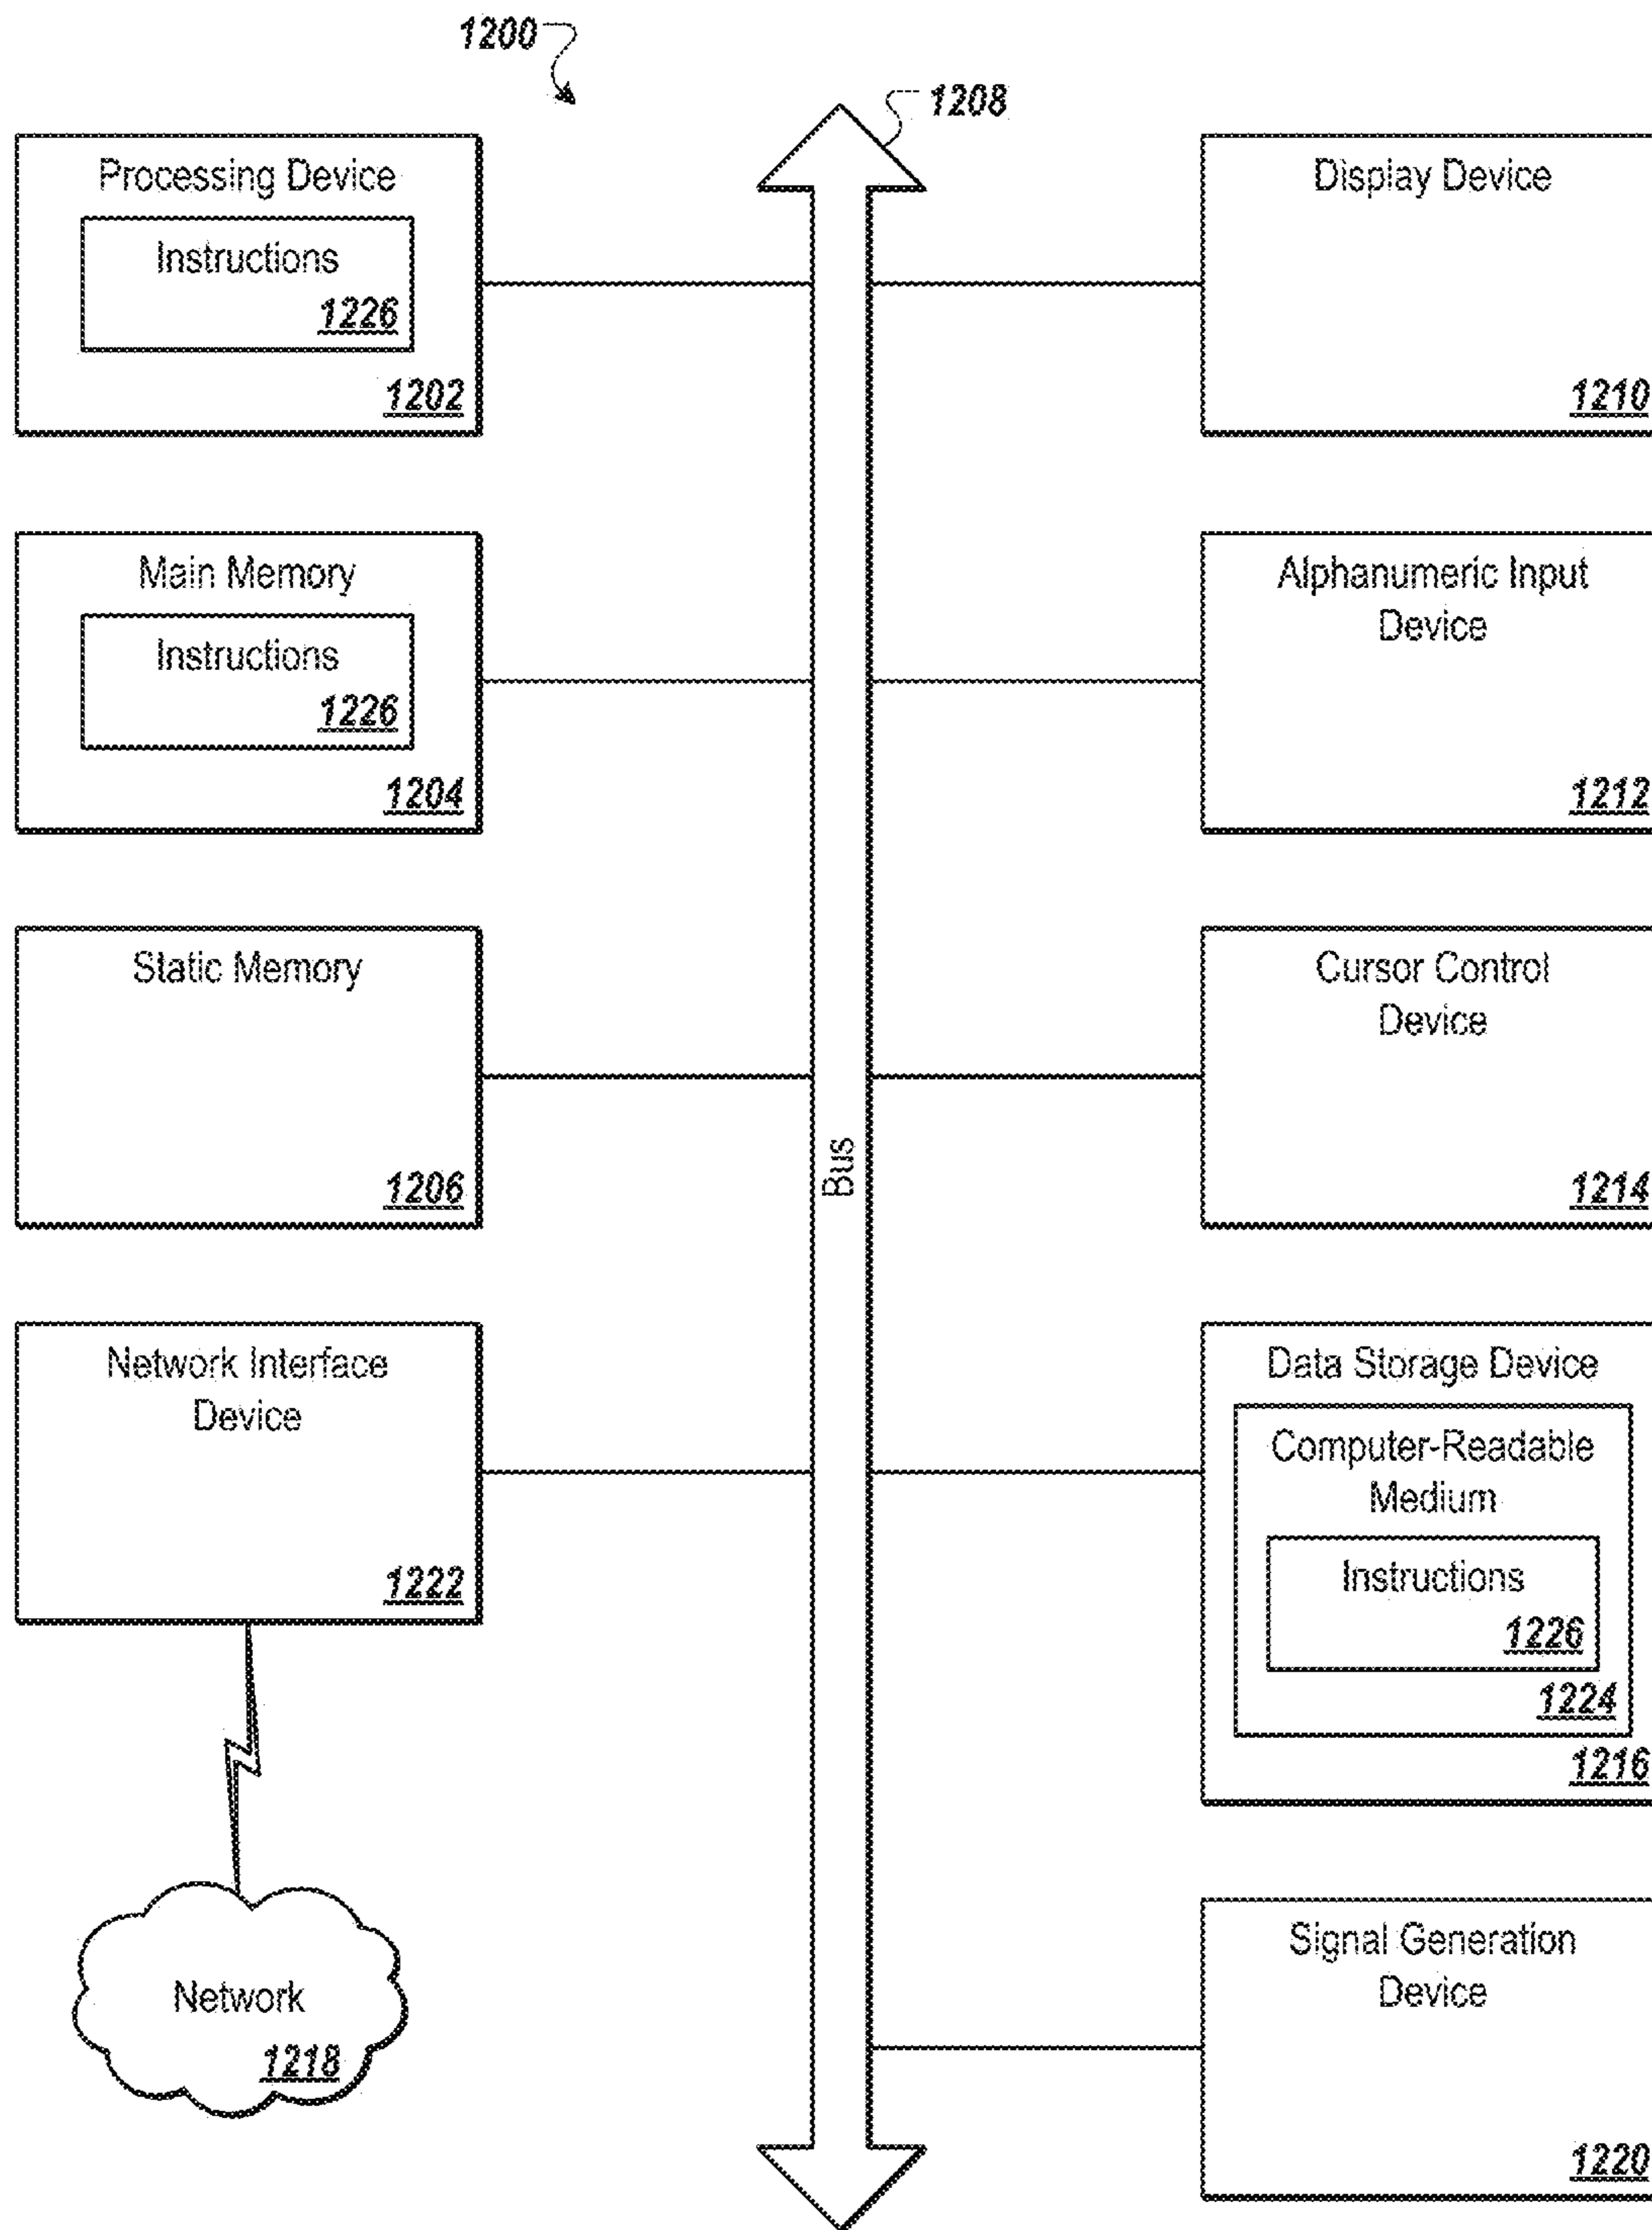 1200
1208
Processing Device
Instructions
1226
1202
Main Memory
Instructions
1226
1204
Static Memory
1206
Network Interface
Device
1222
Network
1218
Bus
Display Device
1210
Alphanumeric Input
Device
1212
Cursor Control
Device
1214
Data Storage Device
Computer-Readable
Medium
Instructions
1226
1224
1216
Signal Generation
Device
1220